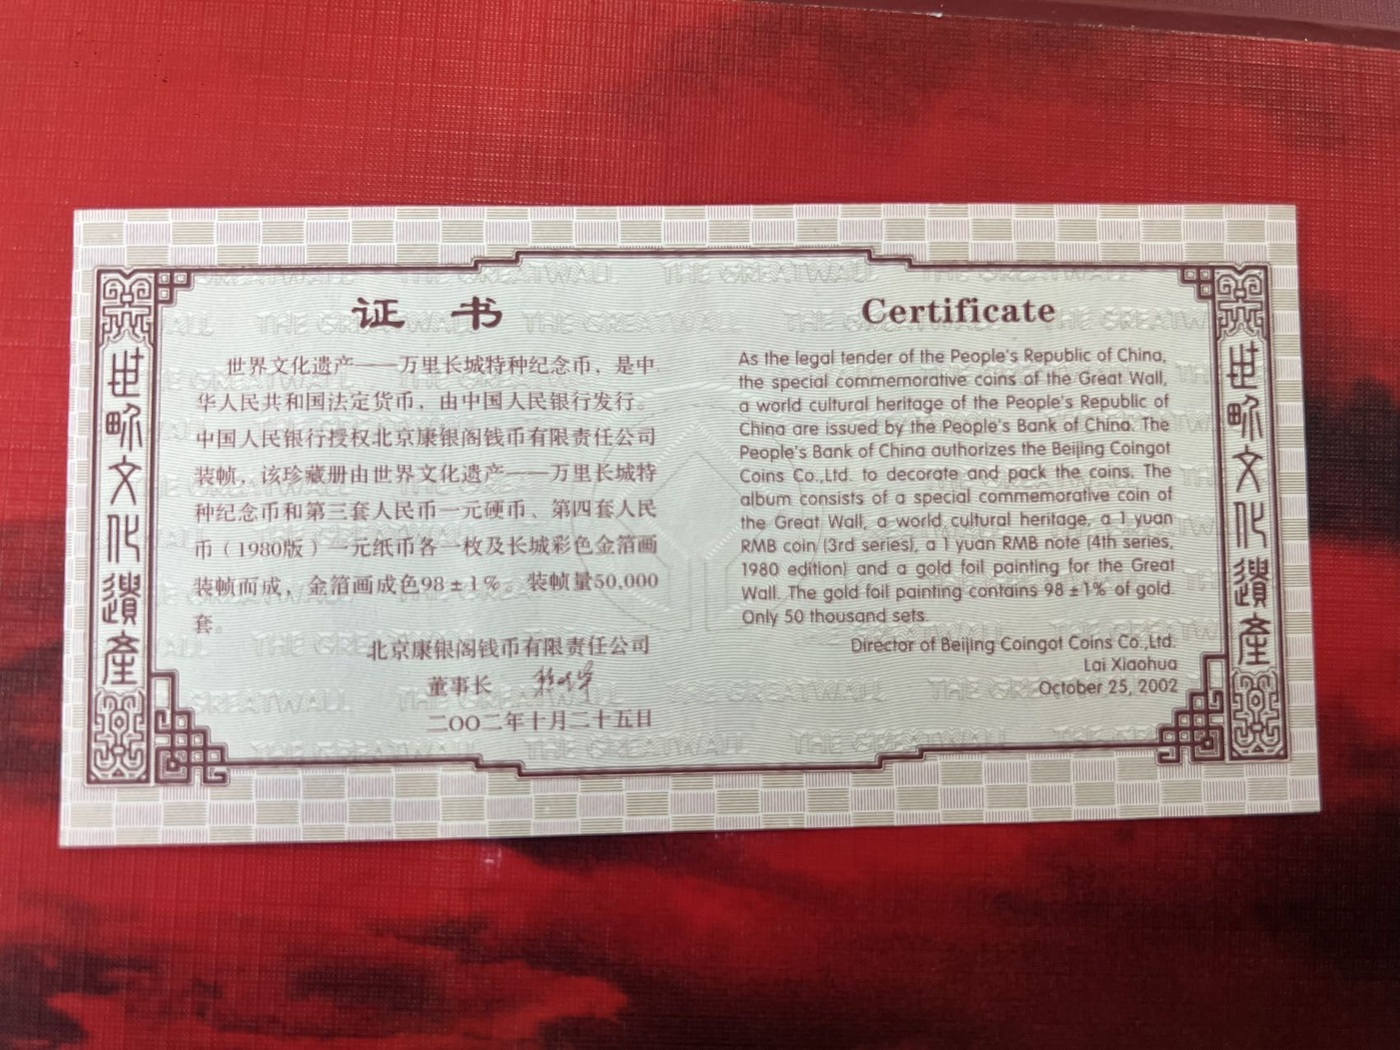 证 书
世界文化遗产——万里长城特种纪念币，是中
华人民共和国法定货币，由中国人民银行发行。
中国人民银行授权北京康银阁钱币有限责任公司
装帧，该珍藏册由世界文化遗产——万里长城特
种纪念币和第三套人民币一元硬币、第四套人民
币（1980版）一元纸币各一枚及长城彩色金箔画
装帧而成，金箔画成色98±1%。装帧量50,000
套。
北京康银阁钱币有限责任公司
董事长
二〇〇二年十月二十五日
Certificate
As the legal tender of the People's Republic of China,
the special commemorative coins of the Great Wall,
a world cultural heritage of the People's Republic of
China are issued by the People's Bank of China. The
People's Bank of China authorizes the Beijing Coingot
Coins Co.,Ltd. to decorate and pack the coins. The
album consists of a special commemorative coin of
the Great Wall, a world cultural heritage, a 1 yuan
RMB coin (3rd series), a 1 yuan RMB note (4th series,
1980 edition) and a gold foil painting for the Great
Wall. The gold foil painting contains 98±1% of gold.
Only 50 thousand sets.
Director of Beijing Coingot Coins Co.,Ltd.
Lai Xiaohua
October 25, 2002
世界文化遺產
世界文化遺產
THE GREATWALL